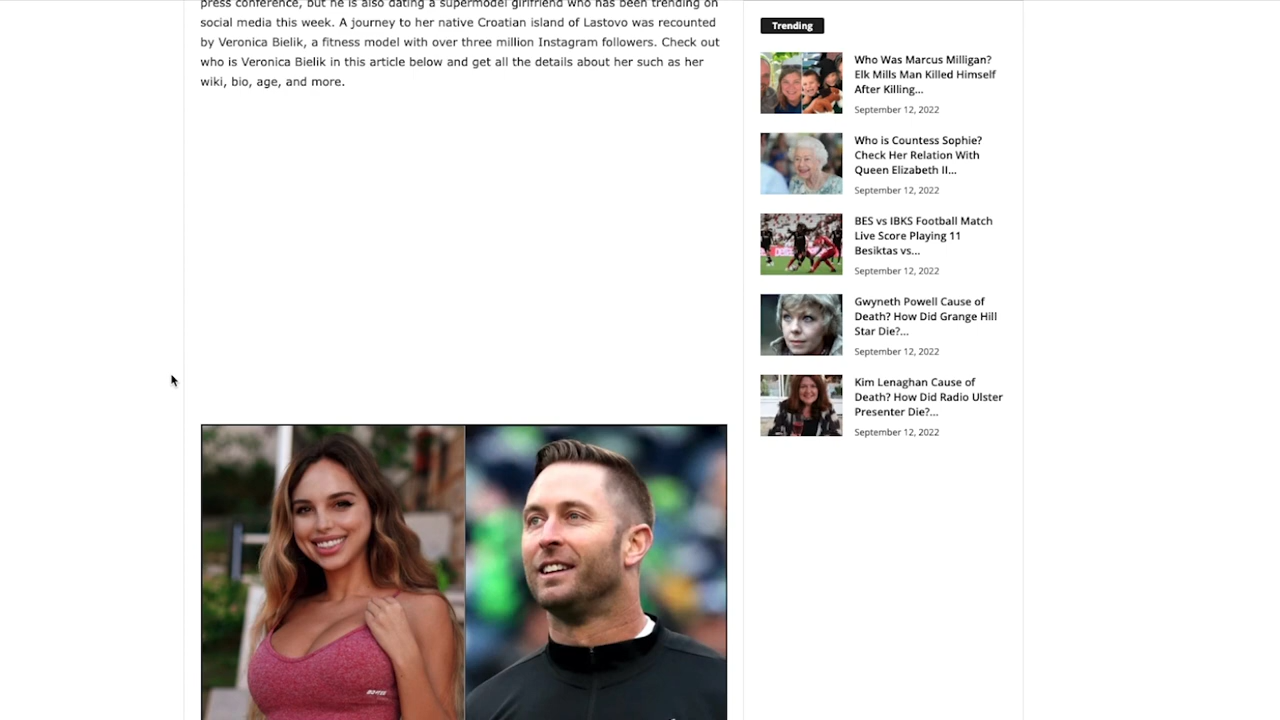 press conference, but he is also dating a supermodel girlfriend who has been trending on
social media this week. A journey to her native Croatian island of Lastovo was recounted
by Veronica Bielik, a fitness model with over three million Instagram followers. Check out
who is Veronica Bielik in this article below and get all the details about her such as her
wiki, bio, age, and more.
Trending
Who Was Marcus Milligan?
Elk Mills Man Killed Himself
After Killing...
September 12, 2022
Who is Countess Sophie?
Check Her Relation With
Queen Elizabeth II...
September 12, 2022
BES vs IBKS Football Match
Live Score Playing 11
Besiktas vs...
September 12, 2022
Gwyneth Powell Cause of
Death? How Did Grange Hill
Star Die?...
September 12, 2022
Kim Lenaghan Cause of
Death? How Did Radio Ulster
Presenter Die?...
September 12, 2022